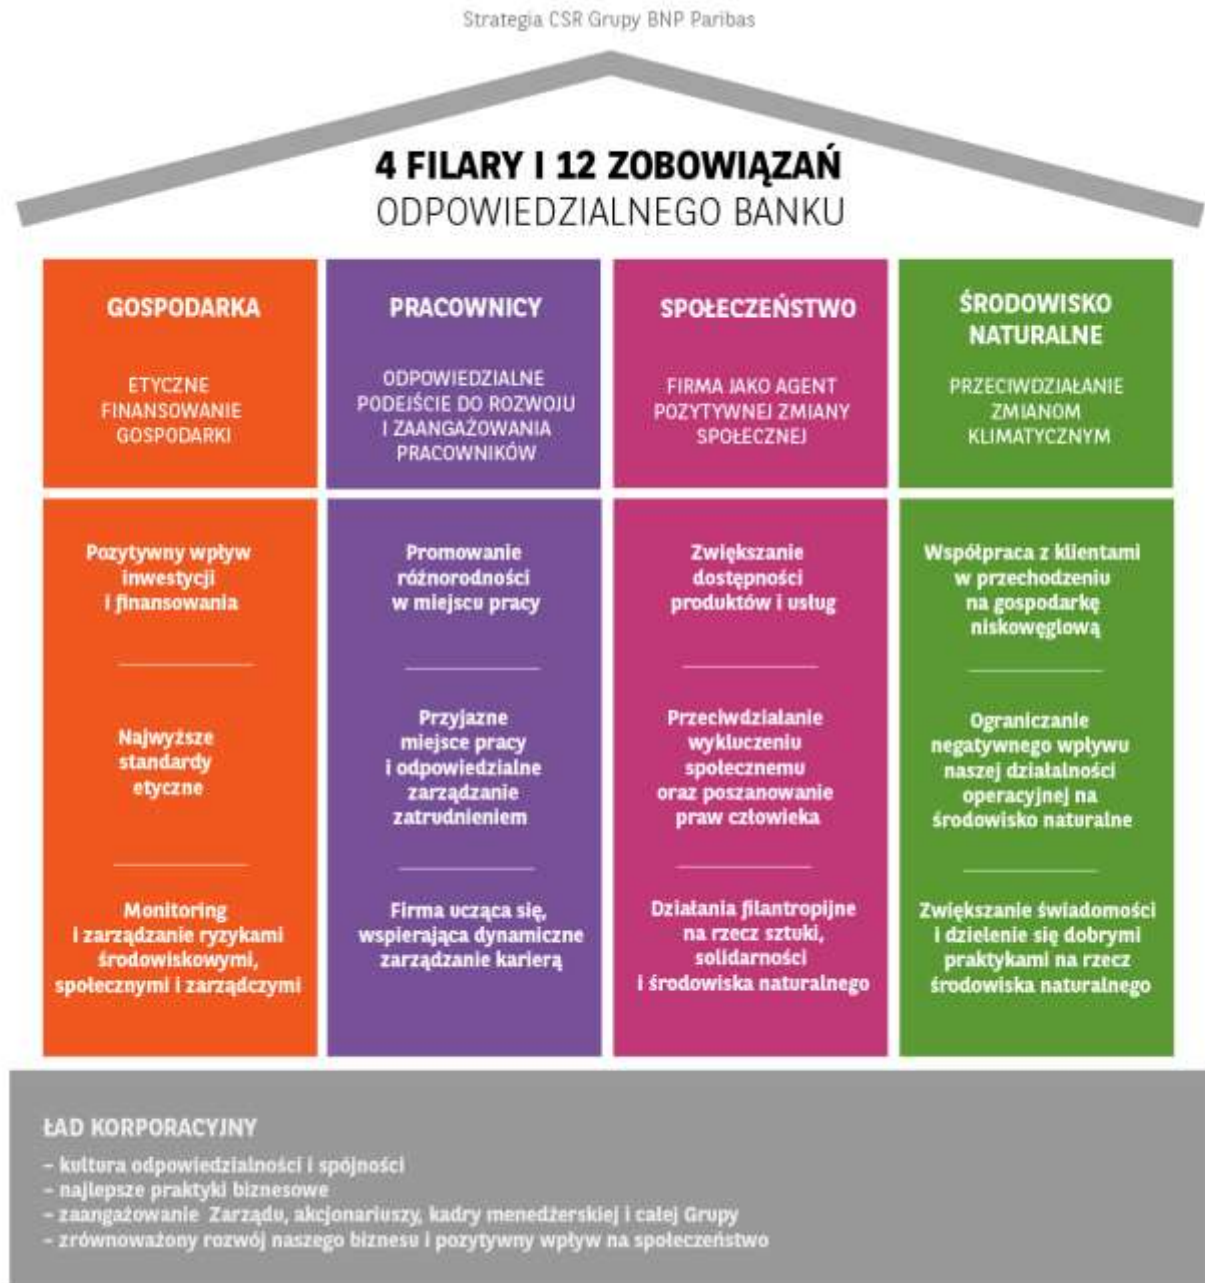 Strategia CSR Grupy BNP Paribas
4 FILARY I 12 ZOBOWIĄZAŃ
ODPOWIEDZIALNEGO BANKU
GOSPODARKA
ETYCZNE
FINANSOWANIE
GOSPODARKI
Pozytywny wpływ
inwestycji
i finansowania
Najwyższe
standardy
etyczne
Monitoring
i zarządzanie ryzykami
środowiskowymi,
społecznymi i zarządczymi
PRACOWNICY
ODPOWIEDZIALNE
PODEJŚCIE DO ROZWOJU
I ZAANGAŻOWANIA
PRACOWNIKÓW
Promowanie
różnorodności
w miejscu pracy
Przyjazne
miejsce pracy
i odpowiedzialne
zarządzanie
zatrudnieniem
Firma ucząca się,
wspierająca dynamiczne
zarządzanie karierą
SPOŁECZEŃSTWO
FIRMA JAKO AGENT
POZYTYWNEJ ZMIANY
SPOŁECZNEJ
Zwiększanie
dostępności
produktów i usług
Przeciwdziałanie
wykluczeniu
społecznemu
oraz poszanowanie
praw człowieka
Działania filantropijne
na rzecz sztuki,
solidarności
i środowiska naturalnego
ŚRODOWISKO
NATURALNE
PRZECIWDZIAŁANIE
ZMIANOM
KLIMATYCZNYM
Współpraca z klientami
w przechodzeniu
na gospodarkę
niskowęglową
Ograniczanie
negatywnego wpływu
naszej działalności
operacyjnej na
środowisko naturalne
Zwiększanie świadomości
i dzielenie się dobrymi
praktykami na rzecz
środowiska naturalnego
ŁAD KORPORACYJNY
– kultura odpowiedzialności i spójności
– najlepsze praktyki biznesowe
– zaangażowanie Zarządu, akcjonariuszy, kadry menedżerskiej i całej Grupy
– zrównoważony rozwój naszego biznesu i pozytywny wpływ na społeczeństwo